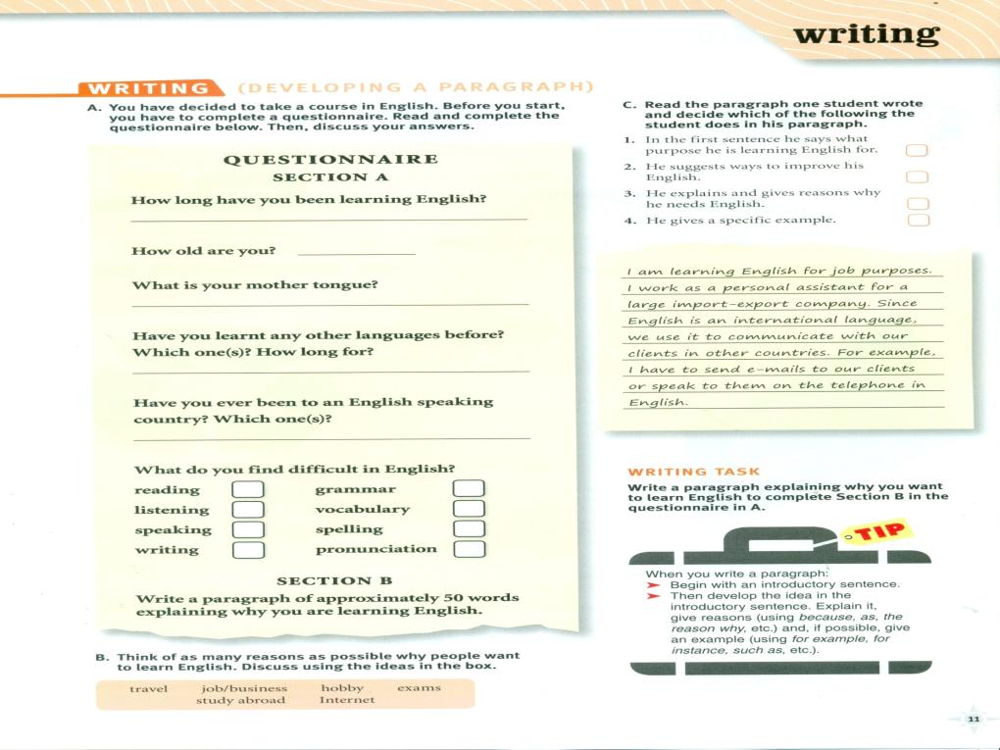 writing
WRITING (DEVELOPING A PARAGRAPH)
A. You have decided to take a course in English. Before you start,
you have to complete a questionnaire. Read and complete the
questionnaire below. Then, discuss your answers.
QUESTIONNAIRE
SECTION A
How long have you been learning English?
How old are you?
What is your mother tongue?
Have you learnt any other languages before?
Which one(s)? How long for?
Have you ever been to an English speaking
country? Which one(s)?
What do you find difficult in English?
reading grammar
listening vocabulary
speaking spelling
writing pronunciation
SECTION B
Write a paragraph of approximately 50 words
explaining why you are learning English.
B. Think of as many reasons as possible why people want
to learn English. Discuss using the ideas in the box.
travel job/business hobby exams
study abroad Internet
C. Read the paragraph one student wrote
and decide which of the following the
student does in his paragraph.
1. In the first sentence he says what
purpose he is learning English for.
2. He suggests ways to improve his
English.
3. He explains and gives reasons why
he needs English.
4. He gives a specific example.
I am learning English for job purposes.
I work as a personal assistant for a
large import-export company. Since
English is an international language,
we use it to communicate with our
clients in other countries. For example,
I have to send e-mails to our clients
or speak to them on the telephone in
English.
WRITING TASK
Write a paragraph explaining why you want
to learn English to complete Section B in the
questionnaire in A.
TIP
When you write a paragraph:
➤ Begin with an introductory sentence.
➤ Then develop the idea in the
introductory sentence. Explain it,
give reasons (using because, as, the
reason why, etc.) and, if possible, give
an example (using for example, for
instance, such as, etc.).
11